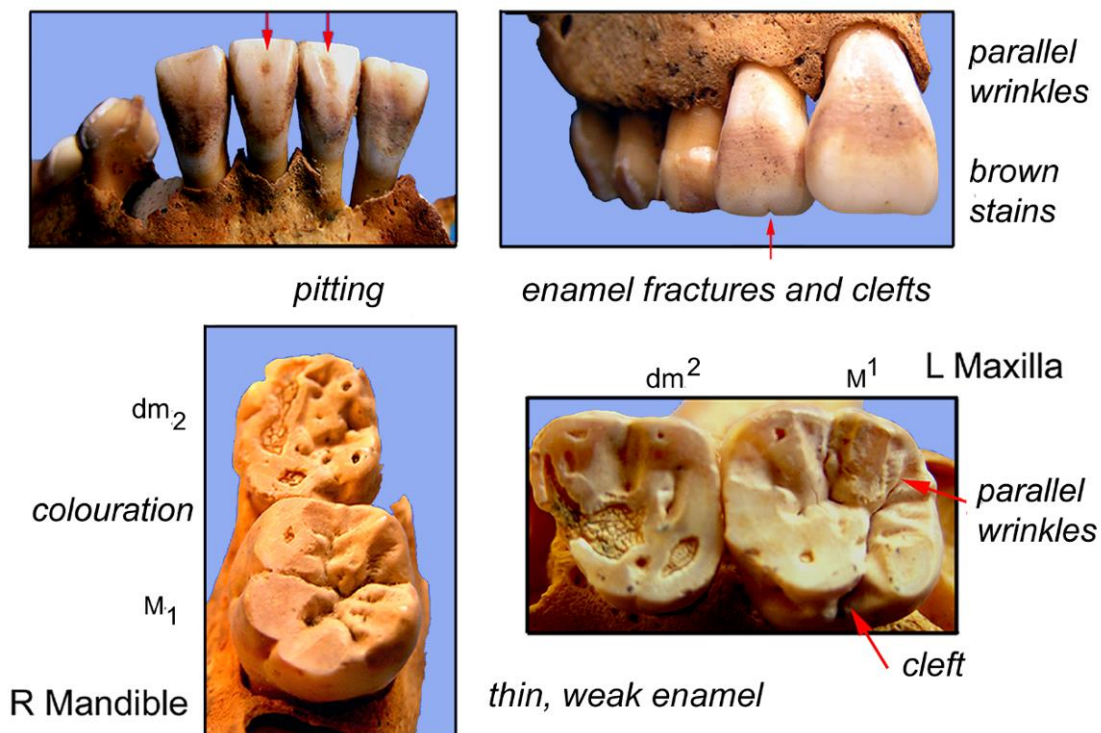 parallel
wrinkles
brown
stains
pitting
enamel fractures and clefts
dm2
colouration
M1
R Mandible
dm2
M1
L Maxilla
parallel
wrinkles
cleft
thin, weak enamel